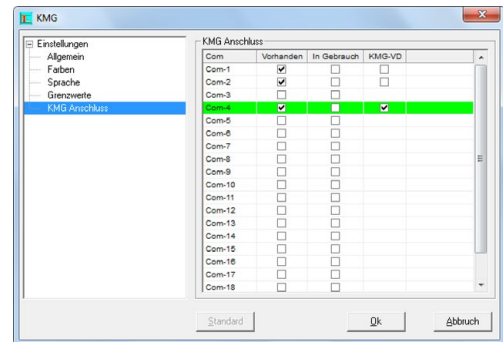 KMG
Einstellungen
Allgemein
Farben
Sprache
Grenzwerte
KMG Anschluss
KMG Anschluss
Com Vorhanden In Gebrauch KMG-VD
Com-1
Com-2
Com-3
Com-4
Com-5
Com-6
Com-7
Com-8
Com-9
Com-10
Com-11
Com-12
Com-13
Com-14
Com-15
Com-16
Com-17
Com-18
Standard Ok Abbruch